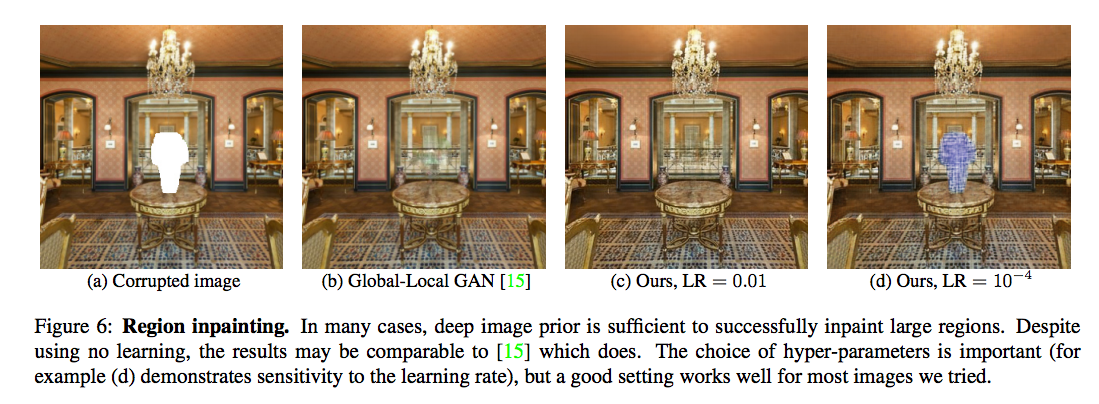 (a) Corrupted image
(b) Global-Local GAN [15]
(c) Ours, LR = 0.01
(d) Ours, LR = 10⁻⁴
Figure 6: Region inpainting. In many cases, deep image prior is sufficient to successfully inpaint large regions. Despite
using no learning, the results may be comparable to [15] which does. The choice of hyper-parameters is important (for
example (d) demonstrates sensitivity to the learning rate), but a good setting works well for most images we tried.